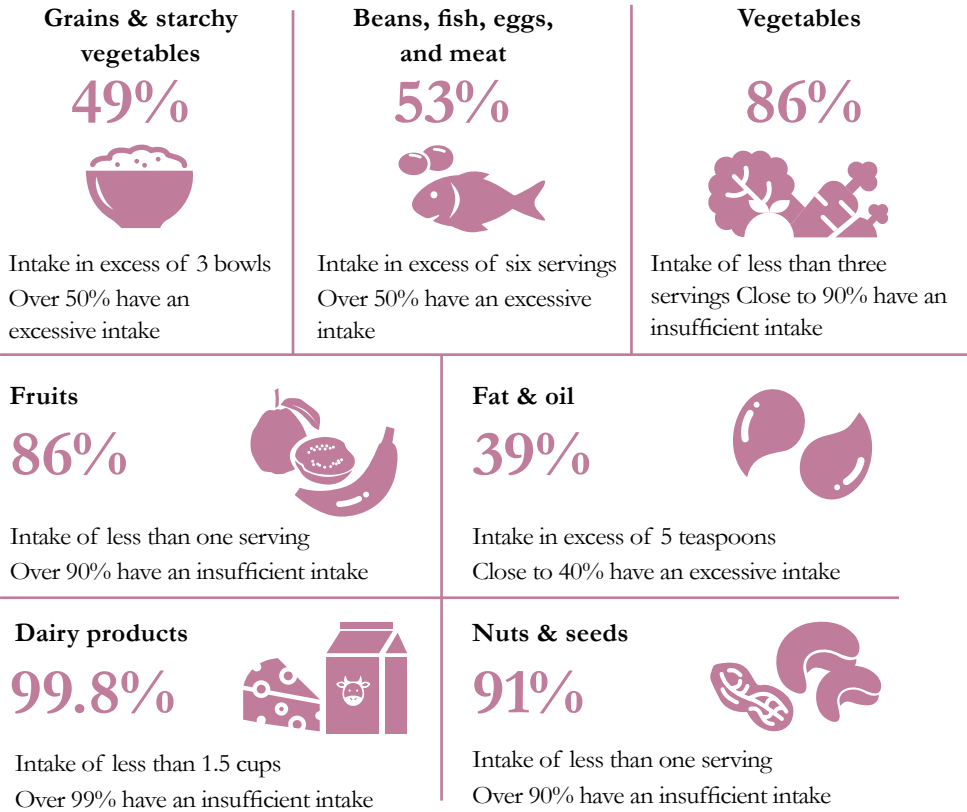 Grains & starchy
vegetables
49%
Intake in excess of 3 bowls
Over 50% have an
excessive intake
Beans, fish, eggs,
and meat
53%
Intake in excess of six servings
Over 50% have an excessive
intake
Vegetables
86%
Intake of less than three
servings Close to 90% have an
insufficient intake
Fruits
86%
Intake of less than one serving
Over 90% have an insufficient intake
Fat & oil
39%
Intake in excess of 5 teaspoons
Close to 40% have an excessive intake
Dairy products
99.8%
Intake of less than 1.5 cups
Over 99% have an insufficient intake
Nuts & seeds
91%
Intake of less than one serving
Over 90% have an insufficient intake